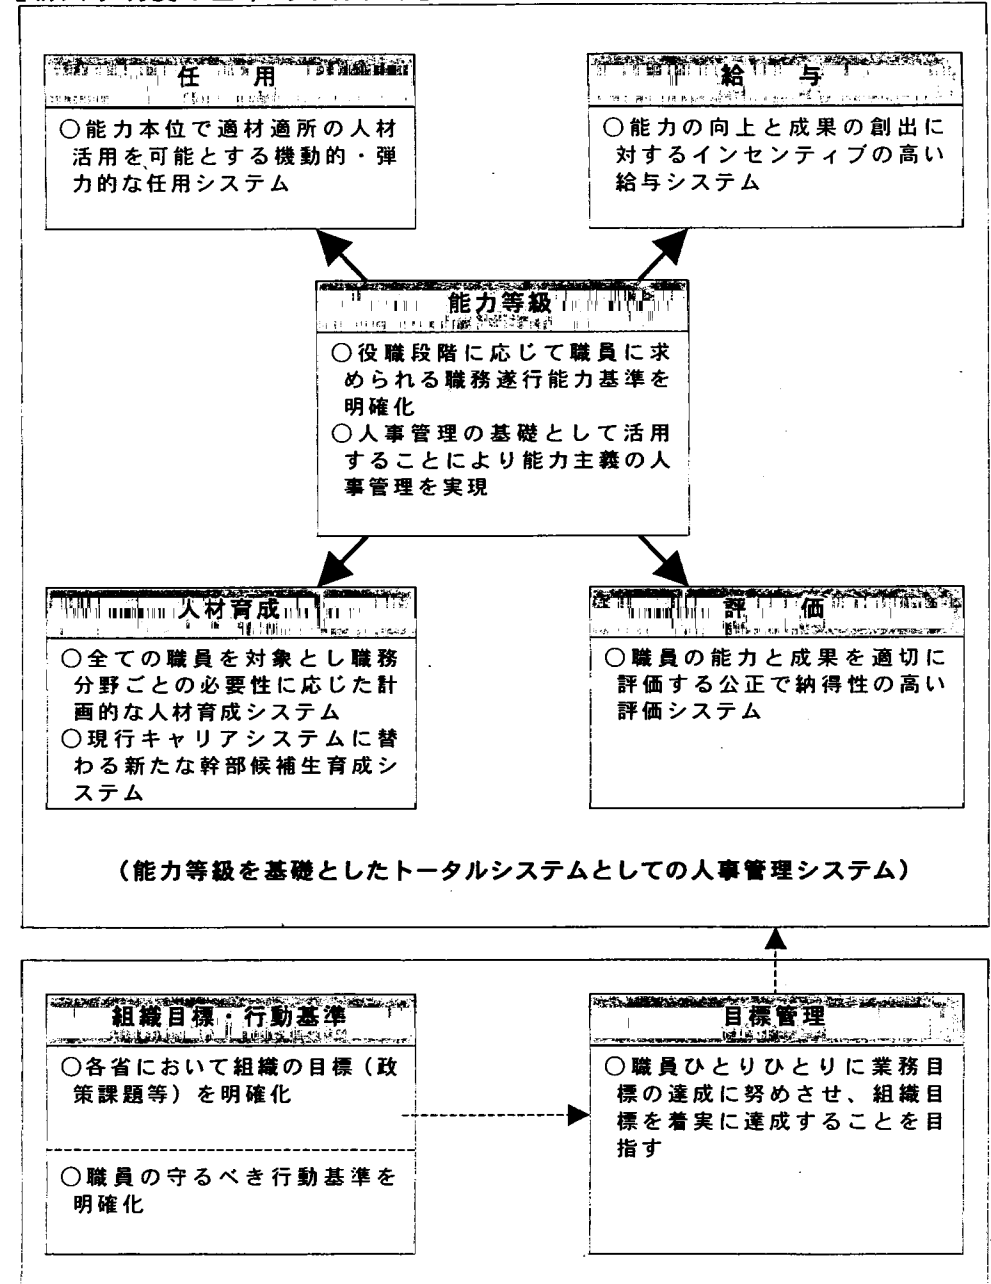 任 用
○能力本位で適材適所の人材
活用を可能とする機動的・弾
力的な任用システム
給 与
○能力の向上と成果の創出に
対するインセンティブの高い
給与システム
能力等級
○役職段階に応じて職員に求
められる職務遂行能力基準を
明確化
○人事管理の基礎として活用
することにより能力主義の人
事管理を実現
人材育成
○全ての職員を対象とし職務
分野ごとの必要性に応じた計
画的な人材育成システム
○現行キャリアシステムに替
わる新たな幹部候補生育成シ
ステム
評 価
○職員の能力と成果を適切に
評価する公正で納得性の高い
評価システム
(能力等級を基礎としたトータルシステムとしての人事管理システム)
組織目標・行動基準
○各省において組織の目標(政
策課題等)を明確化
○職員の守るべき行動基準を
明確化
目標管理
○職員ひとりひとりに業務目
標の達成に努めさせ、組織目
標を着実に達成することを目
指す